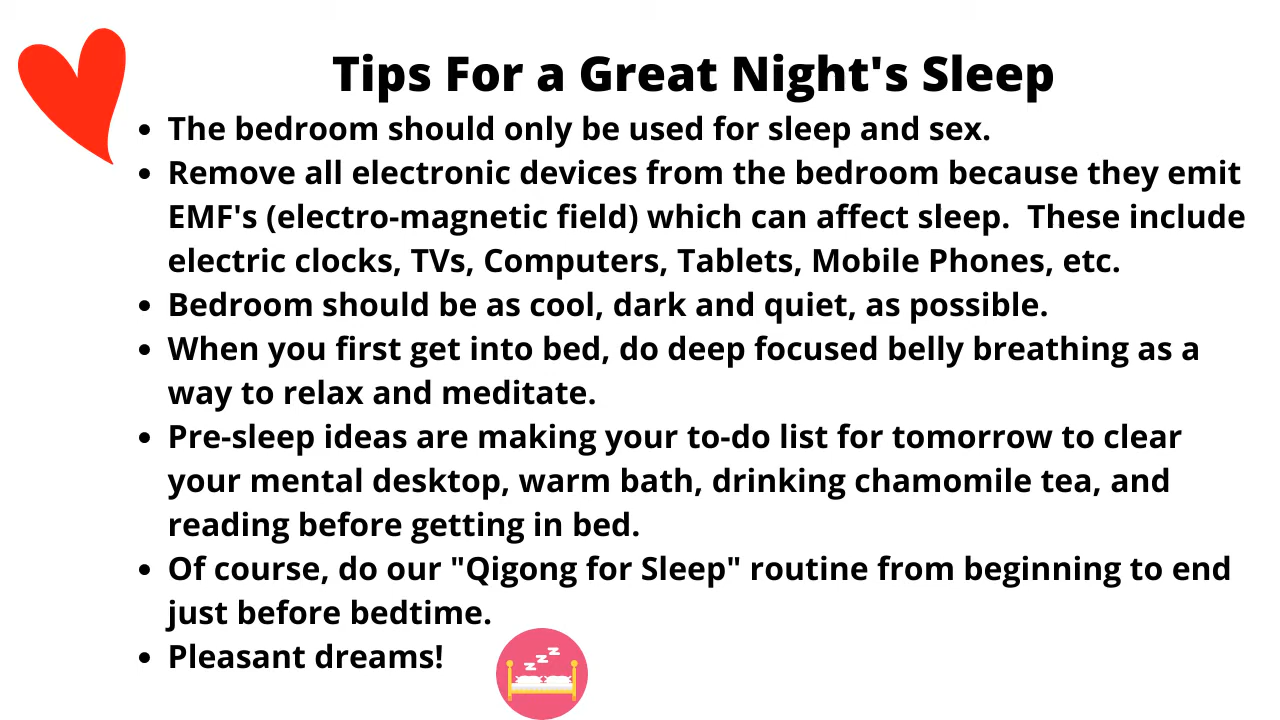 Tips For a Great Night's Sleep
• The bedroom should only be used for sleep and sex.
• Remove all electronic devices from the bedroom because they emit
EMF's (electro-magnetic field) which can affect sleep.  These include
electric clocks, TVs, Computers, Tablets, Mobile Phones, etc.
• Bedroom should be as cool, dark and quiet, as possible.
• When you first get into bed, do deep focused belly breathing as a
way to relax and meditate.
• Pre-sleep ideas are making your to-do list for tomorrow to clear
your mental desktop, warm bath, drinking chamomile tea, and
reading before getting in bed.
• Of course, do our "Qigong for Sleep" routine from beginning to end
just before bedtime.
• Pleasant dreams!
z z z